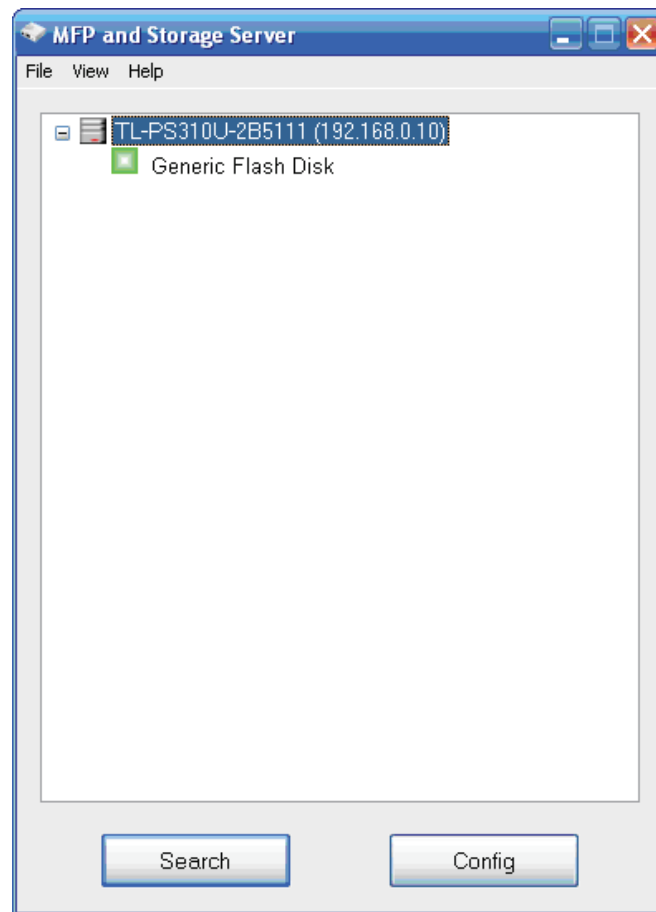 MFP and Storage Server
File View Help
TL-PS310U-2B5111 (192.168.0.10)
Generic Flash Disk
Search Config